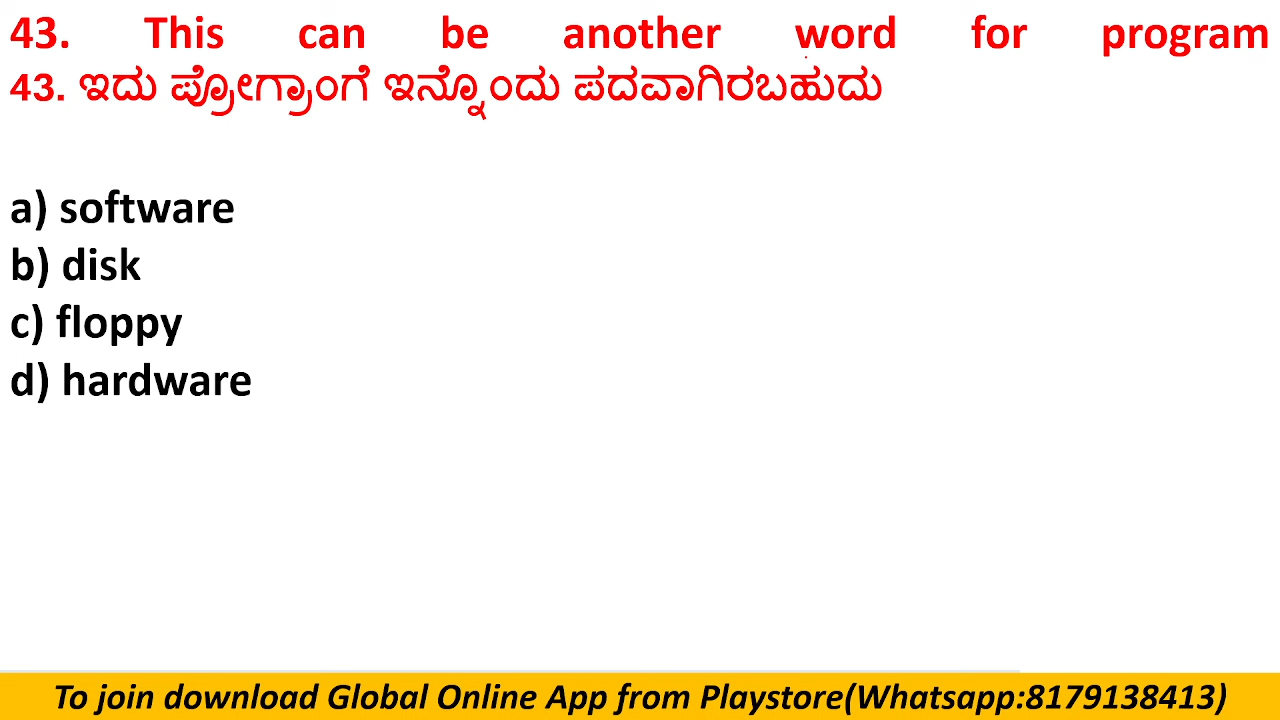 43. This can be another word for program
43. ಇದು ಪ್ರೋಗ್ರಾಂಗೆ ಇನ್ನೊಂದು ಪದವಾಗಿರಬಹುದು
a) software
b) disk
c) floppy
d) hardware
To join download Global Online App from Playstore(Whatsapp:8179138413)